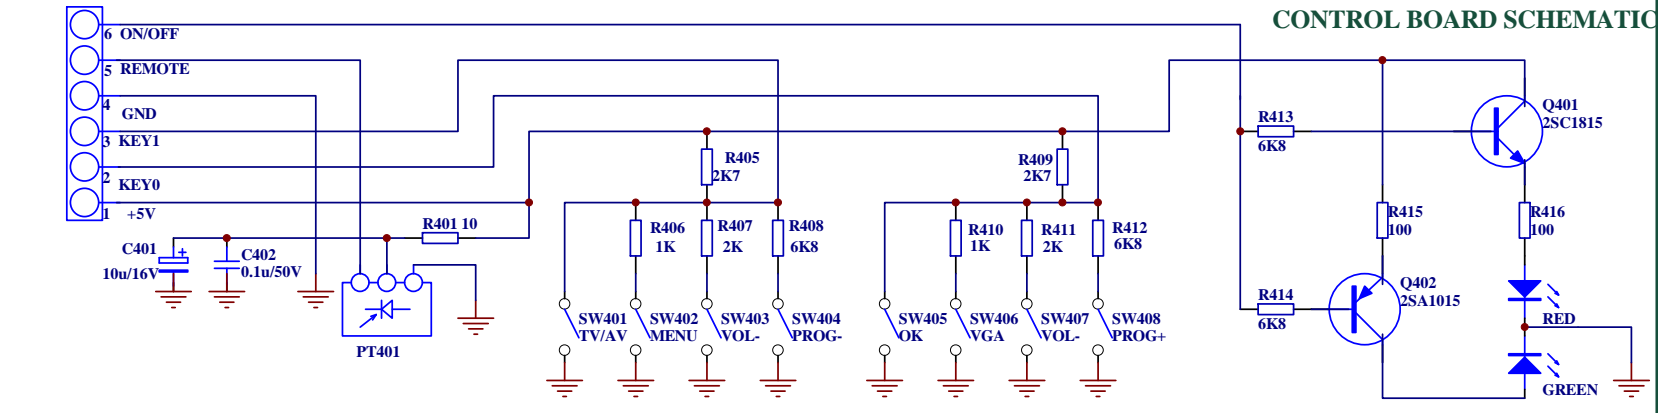 CONTROL BOARD SCHEMATIC
6 ON/OFF
5 REMOTE
4 GND
3 KEY1
2 KEY0
1 +5V
C401
10u/16V
+
C402
0.1u/50V
R401 10
PT401
R405
2K7
R406
1K
R407
2K
R408
6K8
SW401
TV/AV
SW402
MENU
SW403
VOL-
SW404
PROG-
R409
2K7
R410
1K
R411
2K
R412
6K8
SW405
OK
SW406
VGA
SW407
VOL-
SW408
PROG+
R413
6K8
R414
6K8
Q401
2SC1815
R415
100
R416
100
Q402
2SA1015
RED
GREEN